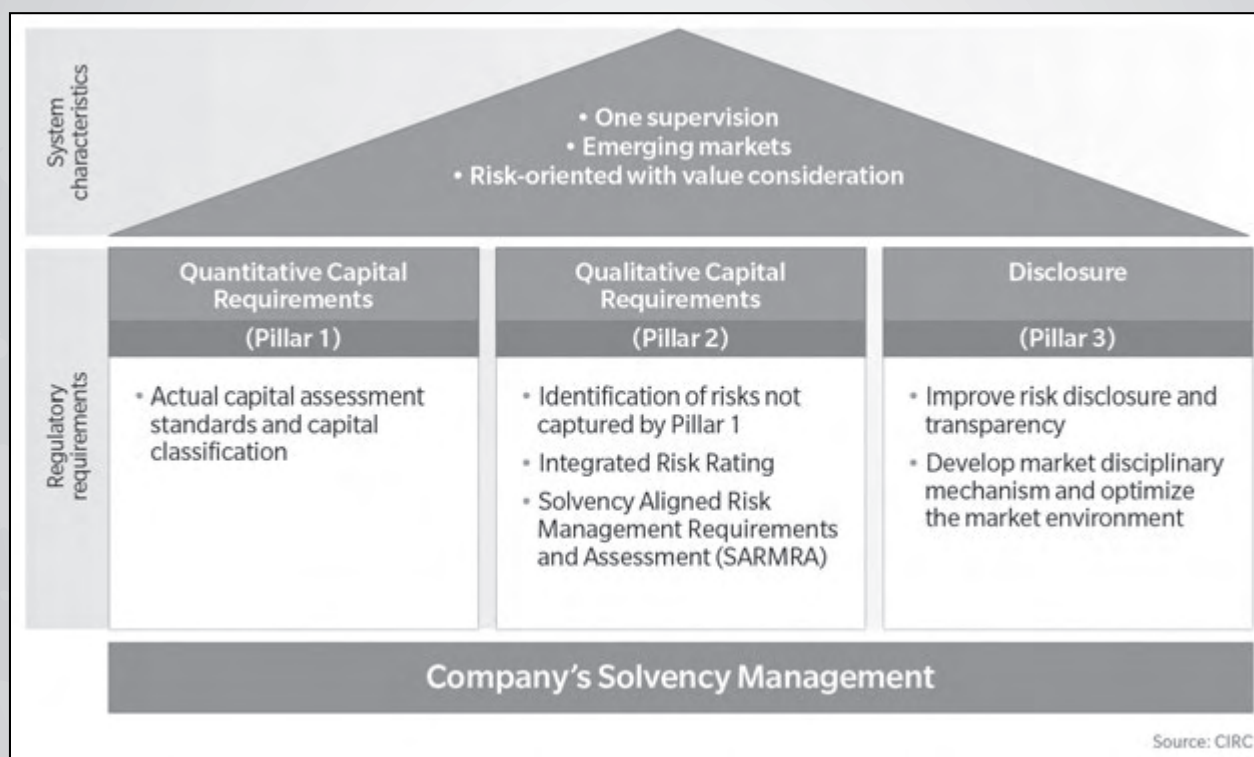 System
characteristics
• One supervision
• Emerging markets
• Risk-oriented with value consideration
Regulatory
requirements
Quantitative Capital
Requirements
(Pillar 1)
• Actual capital assessment
standards and capital
classification
Qualitative Capital
Requirements
(Pillar 2)
• Identification of risks not
captured by Pillar 1
• Integrated Risk Rating
• Solvency Aligned Risk
Management Requirements
and Assessment (SARMRA)
Disclosure
(Pillar 3)
• Improve risk disclosure and
transparency
• Develop market disciplinary
mechanism and optimize
the market environment
Company's Solvency Management
Source: CIRC